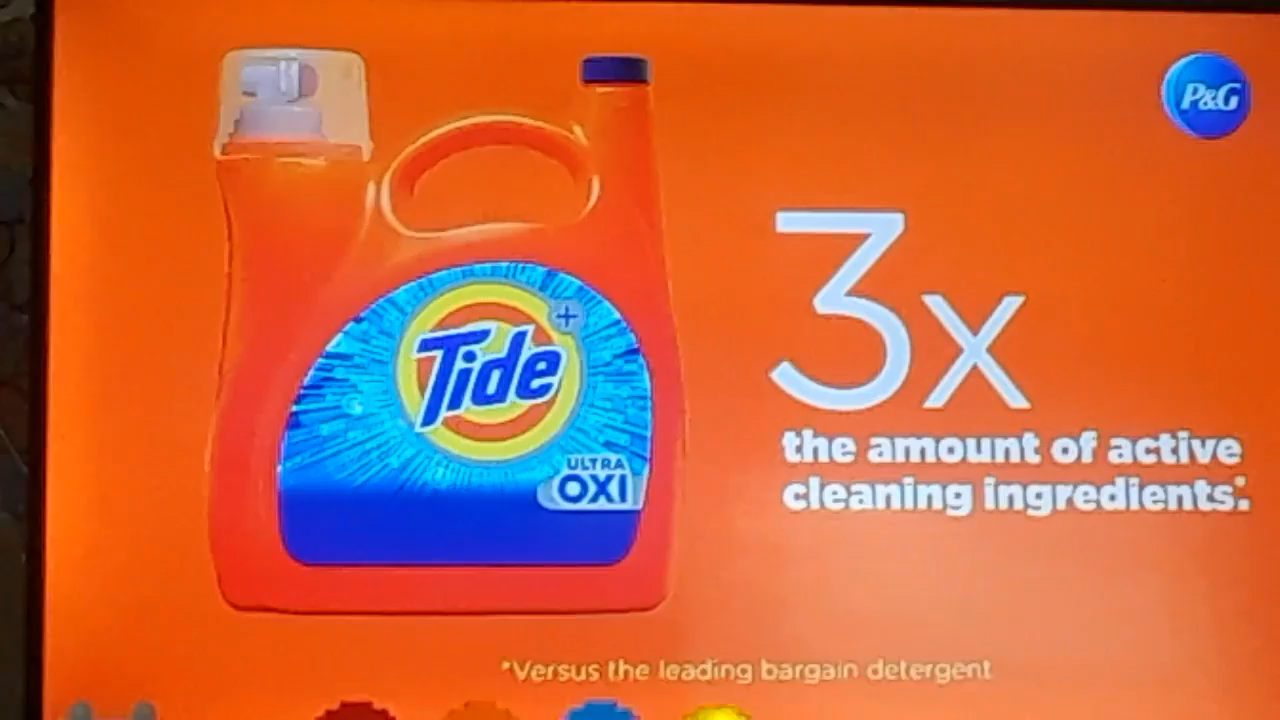 P&G
3x
the amount of active
cleaning ingredients.*
Tide+
ULTRA
OXI
*Versus the leading bargain detergent